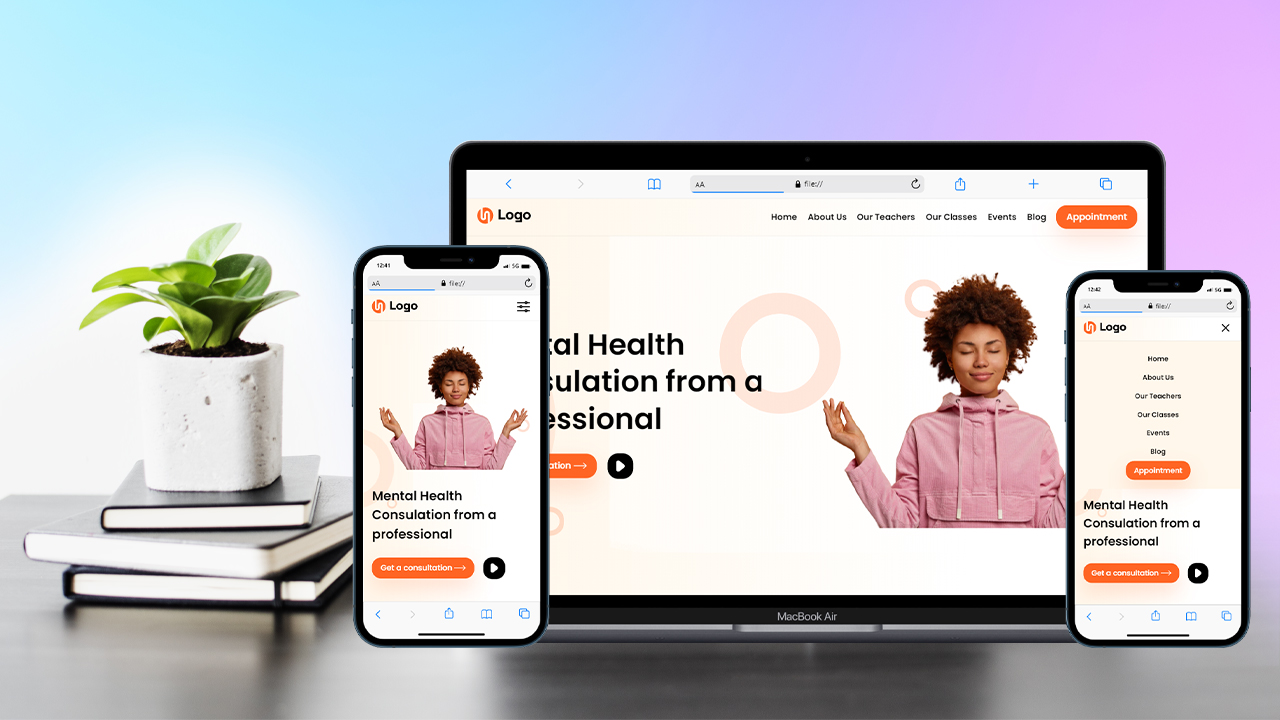 AA
file://
Logo
Home About Us Our Teachers Our Classes Events Blog Appointment
tal Health
sulation from a
essional
ation →
MacBook Air
12:41
5G
AA
file://
Logo
Mental Health
Consulation from a
professional
Get a consultation →
12:42
5G
AA
file://
Logo
Home
About Us
Our Teachers
Our Classes
Events
Blog
Appointment
Mental Health
Consulation from a
professional
Get a consultation →